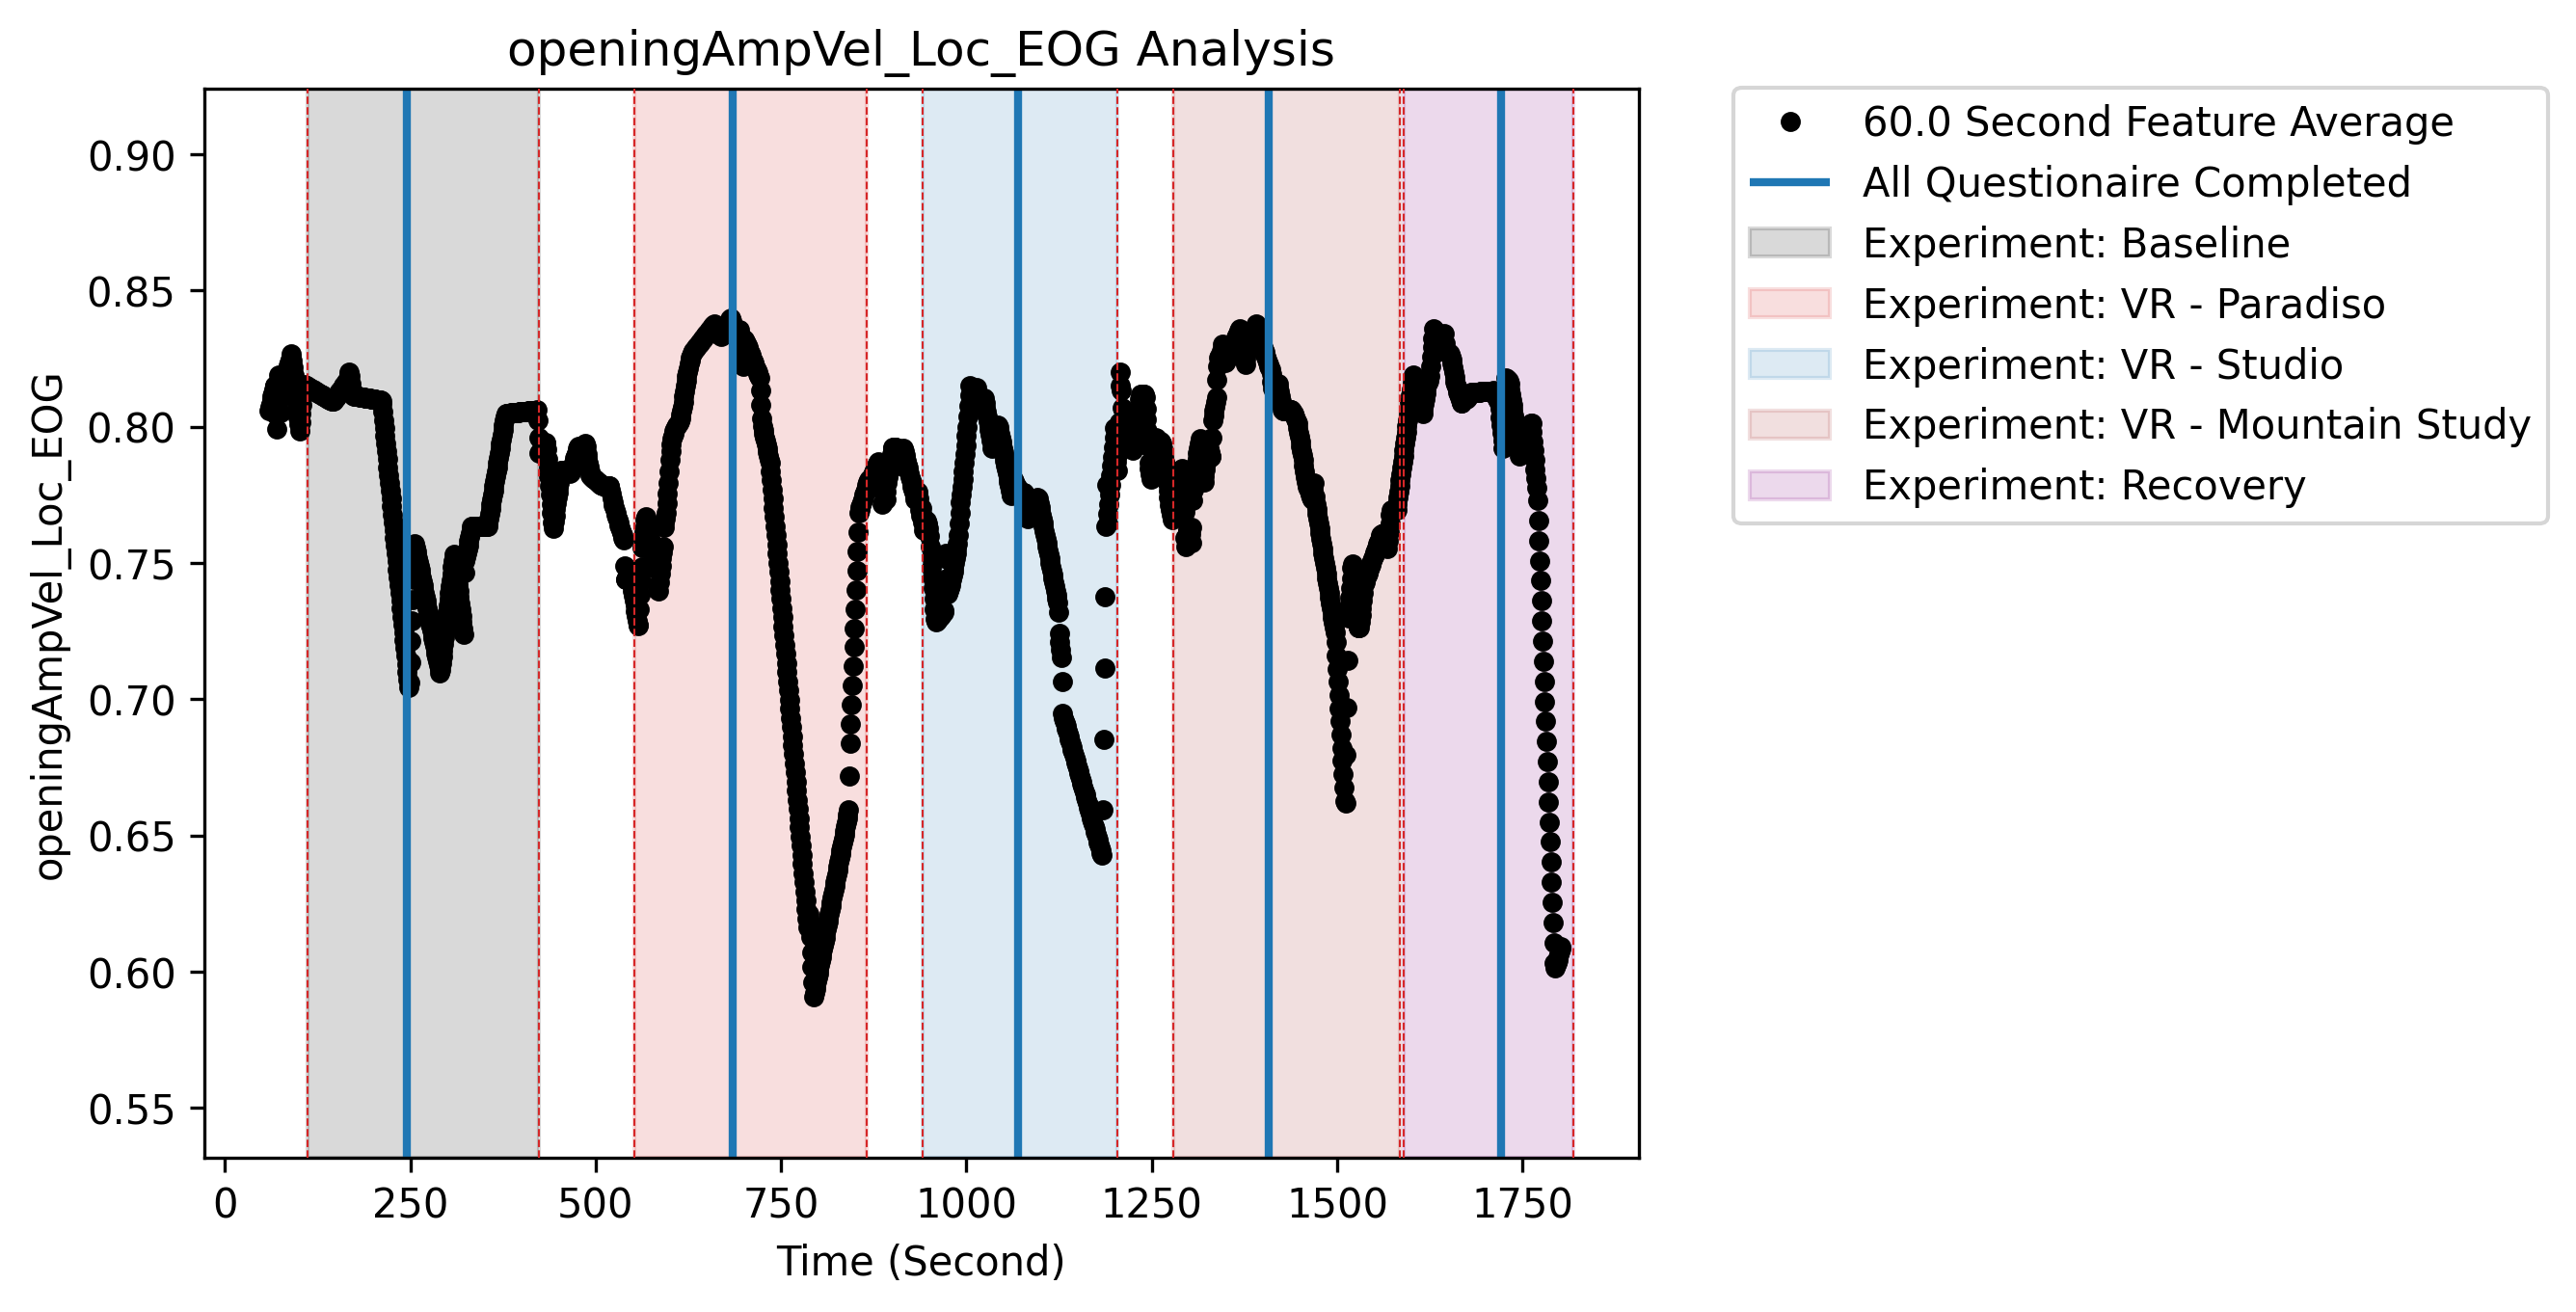 openingAmpVel_Loc_EOG Analysis
openingAmpVel_Loc_EOG
0.90
0.85
0.80
0.75
0.70
0.65
0.60
0.55
0 250 500 750 1000 1250 1500 1750
Time (Second)
60.0 Second Feature Average
All Questionaire Completed
Experiment: Baseline
Experiment: VR - Paradiso
Experiment: VR - Studio
Experiment: VR - Mountain Study
Experiment: Recovery